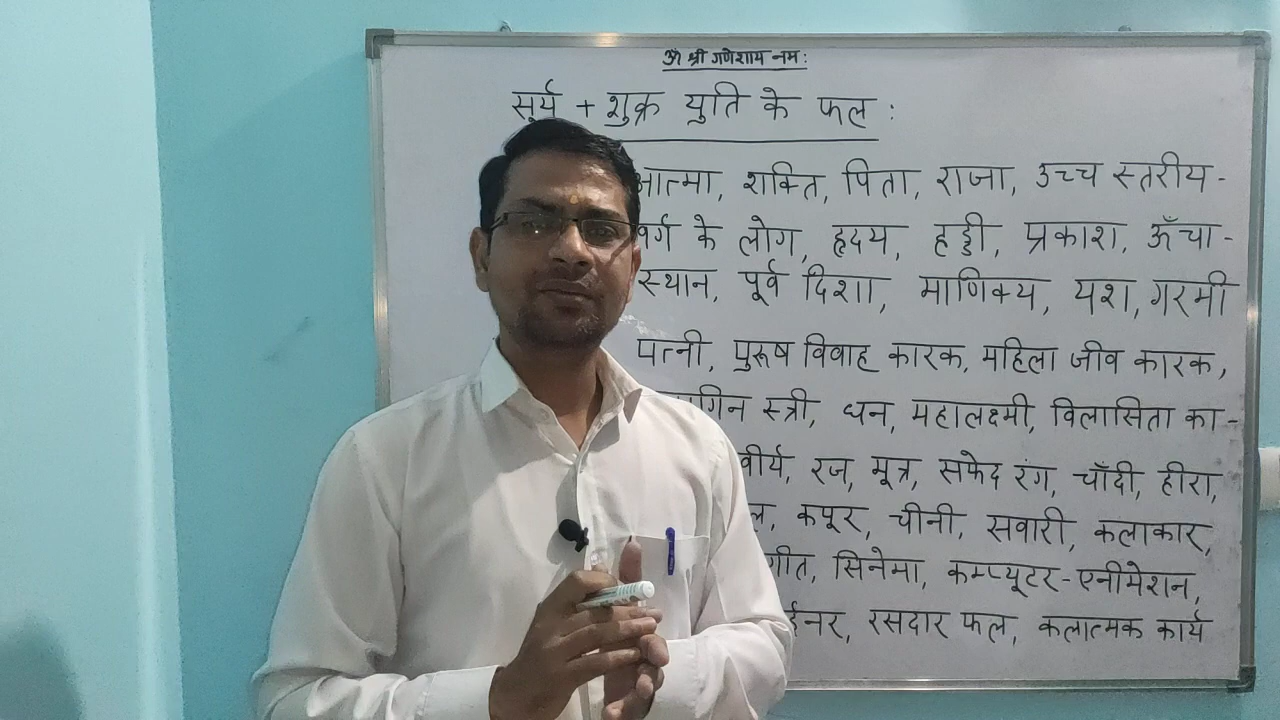 ॐ श्री गणेशाय नमः
सूर्य + शुक्र युति के फल :
आत्मा, शक्ति, पिता, राजा, उच्च स्तरीय-
वर्ग के लोग, हृदय, हड्डी, प्रकाश, ऊँचा-
स्थान, पूर्व दिशा, माणिक्य, यश, गरमी
पत्नी, पुरूष विवाह कारक, महिला जीव कारक,
स्त्री, धन, महालक्ष्मी, विलासिता का-
वीर्य, रज, मूत्र, सफेद रंग, चाँदी, हीरा,
कपूर, चीनी, सवारी, कलाकार,
सिनेमा, कम्प्यूटर-एनीमेशन,
रसदार फल, कलात्मक कार्य